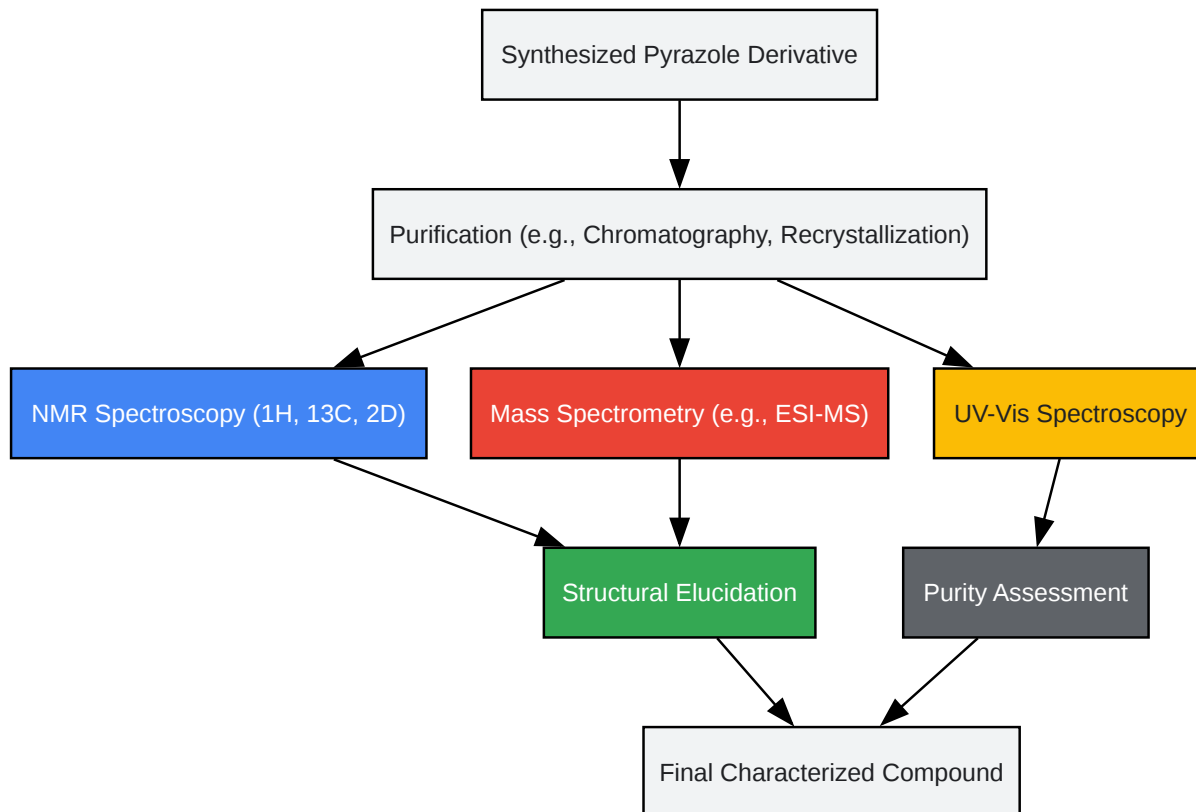 Synthesized Pyrazole Derivative
Purification (e.g., Chromatography, Recrystallization)
NMR Spectroscopy (1H, 13C, 2D)
Mass Spectrometry (e.g., ESI-MS)
UV-Vis Spectroscopy
Structural Elucidation
Purity Assessment
Final Characterized Compound